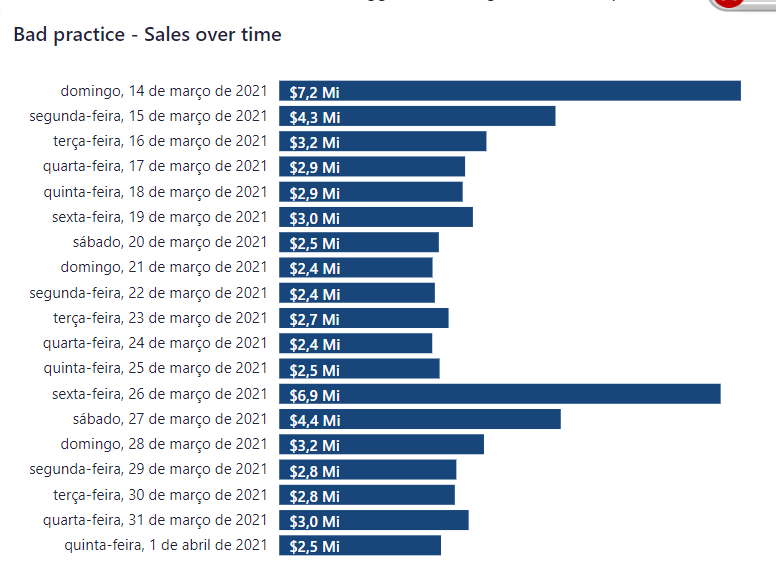 Bad practice - Sales over time
domingo, 14 de março de 2021 $7,2 Mi
segunda-feira, 15 de março de 2021 $4,3 Mi
terça-feira, 16 de março de 2021 $3,2 Mi
quarta-feira, 17 de março de 2021 $2,9 Mi
quinta-feira, 18 de março de 2021 $2,9 Mi
sexta-feira, 19 de março de 2021 $3,0 Mi
sábado, 20 de março de 2021 $2,5 Mi
domingo, 21 de março de 2021 $2,4 Mi
segunda-feira, 22 de março de 2021 $2,4 Mi
terça-feira, 23 de março de 2021 $2,7 Mi
quarta-feira, 24 de março de 2021 $2,4 Mi
quinta-feira, 25 de março de 2021 $2,5 Mi
sexta-feira, 26 de março de 2021 $6,9 Mi
sábado, 27 de março de 2021 $4,4 Mi
domingo, 28 de março de 2021 $3,2 Mi
segunda-feira, 29 de março de 2021 $2,8 Mi
terça-feira, 30 de março de 2021 $2,8 Mi
quarta-feira, 31 de março de 2021 $3,0 Mi
quinta-feira, 1 de abril de 2021 $2,5 Mi